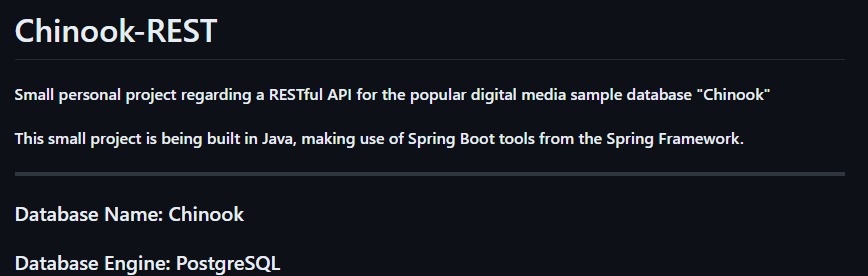 Chinook-REST
Small personal project regarding a RESTful API for the popular digital media sample database "Chinook"
This small project is being built in Java, making use of Spring Boot tools from the Spring Framework.
Database Name: Chinook
Database Engine: PostgreSQL